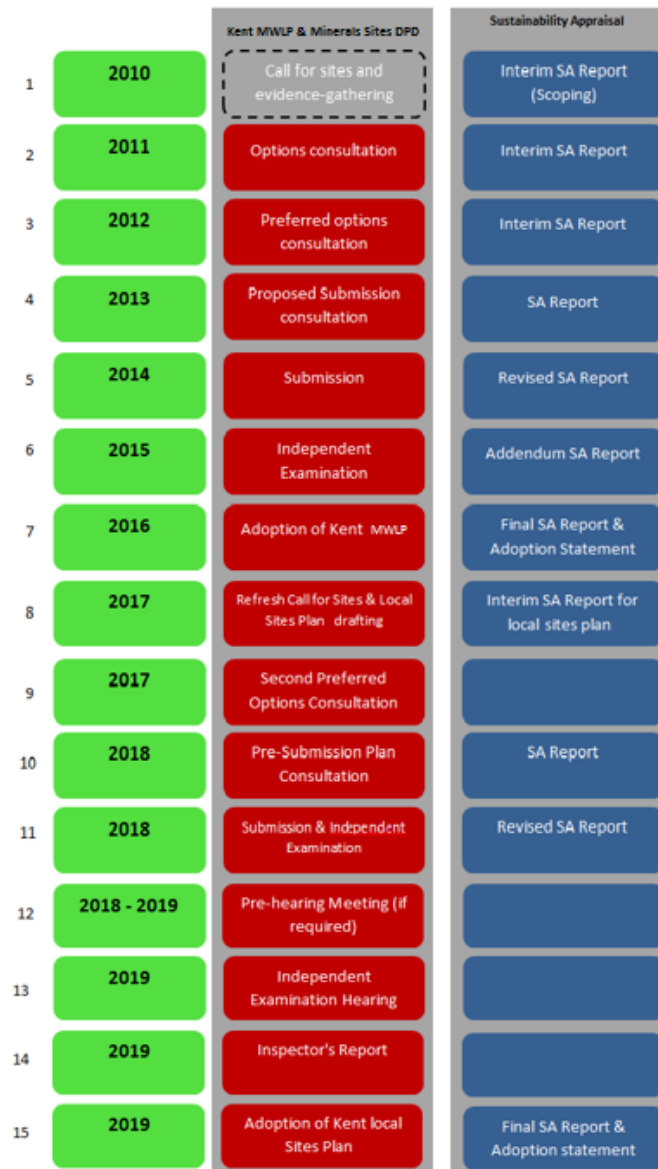 Kent MWLP & Minerals Sites DPD
Sustainability Appraisal
1
2010
Call for sites and
evidence-gathering
Interim SA Report
(Scoping)
2
2011
Options consultation
Interim SA Report
3
2012
Preferred options
consultation
Interim SA Report
4
2013
Proposed Submission
consultation
SA Report
5
2014
Submission
Revised SA Report
6
2015
Independent
Examination
Addendum SA Report
7
2016
Adoption of Kent MWLP
Final SA Report &
Adoption Statement
8
2017
Refresh Call for Sites & Local
Sites Plan drafting
Interim SA Report for
local sites plan
9
2017
Second Preferred
Options Consultation
10
2018
Pre-Submission Plan
Consultation
SA Report
11
2018
Submission & Independent
Examination
Revised SA Report
12
2018 - 2019
Pre-hearing Meeting (if
required)
13
2019
Independent
Examination Hearing
14
2019
Inspector's Report
15
2019
Adoption of Kent local
Sites Plan
Final SA Report &
Adoption statement